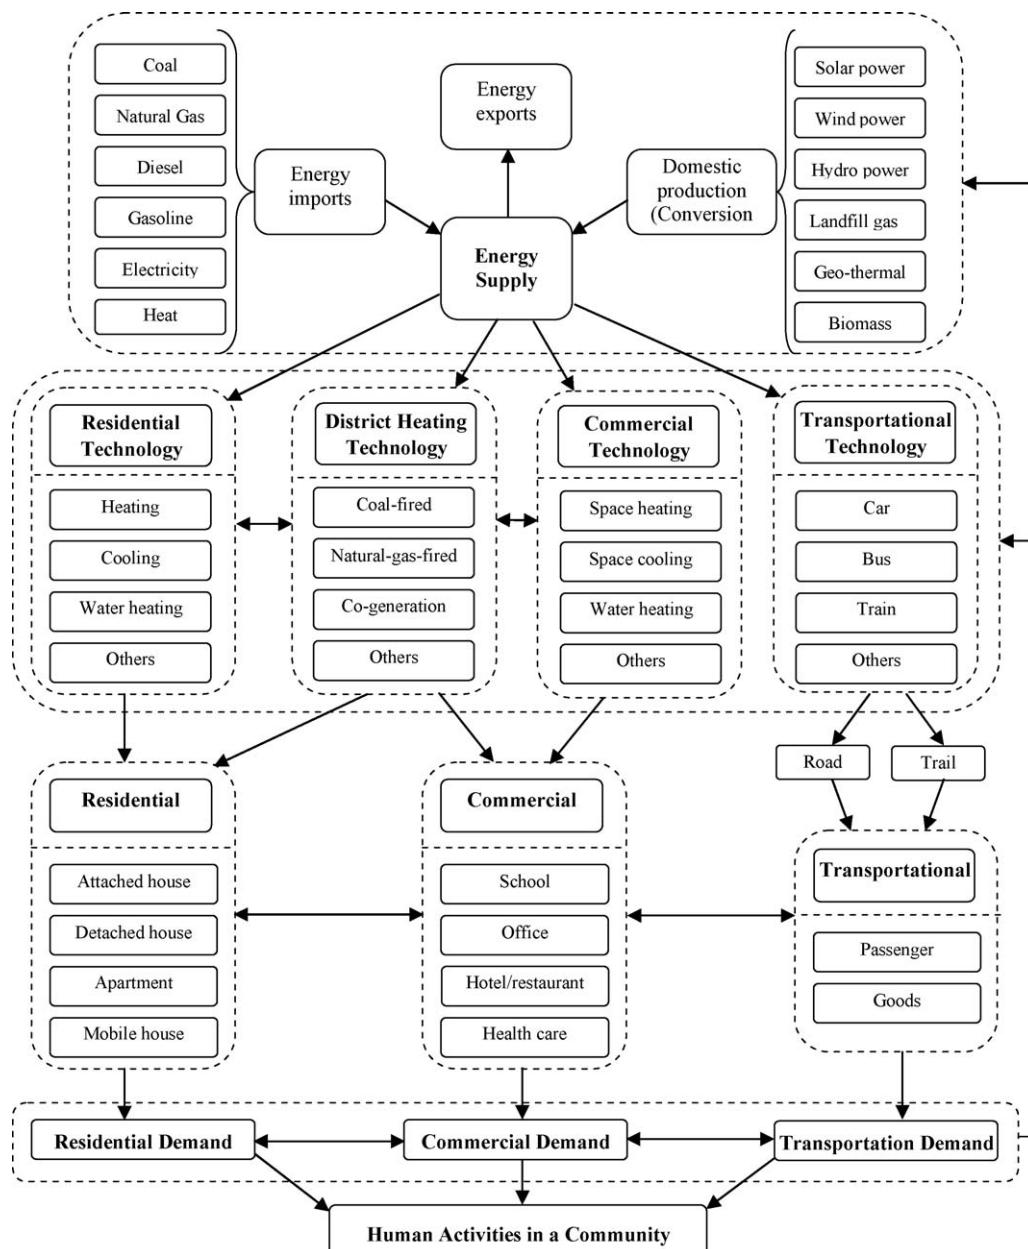 Coal
Natural Gas
Diesel
Gasoline
Electricity
Heat
Energy
imports
Energy
exports
Domestic
production
(Conversion
Solar power
Wind power
Hydro power
Landfill gas
Geo-thermal
Biomass
Energy
Supply
Residential
Technology
Heating
Cooling
Water heating
Others
District Heating
Technology
Coal-fired
Natural-gas-fired
Co-generation
Others
Commercial
Technology
Space heating
Space cooling
Water heating
Others
Transportational
Technology
Car
Bus
Train
Others
Road
Trail
Residential
Attached house
Detached house
Apartment
Mobile house
Commercial
School
Office
Hotel/restaurant
Health care
Transportational
Passenger
Goods
Residential Demand
Commercial Demand
Transportation Demand
Human Activities in a Community